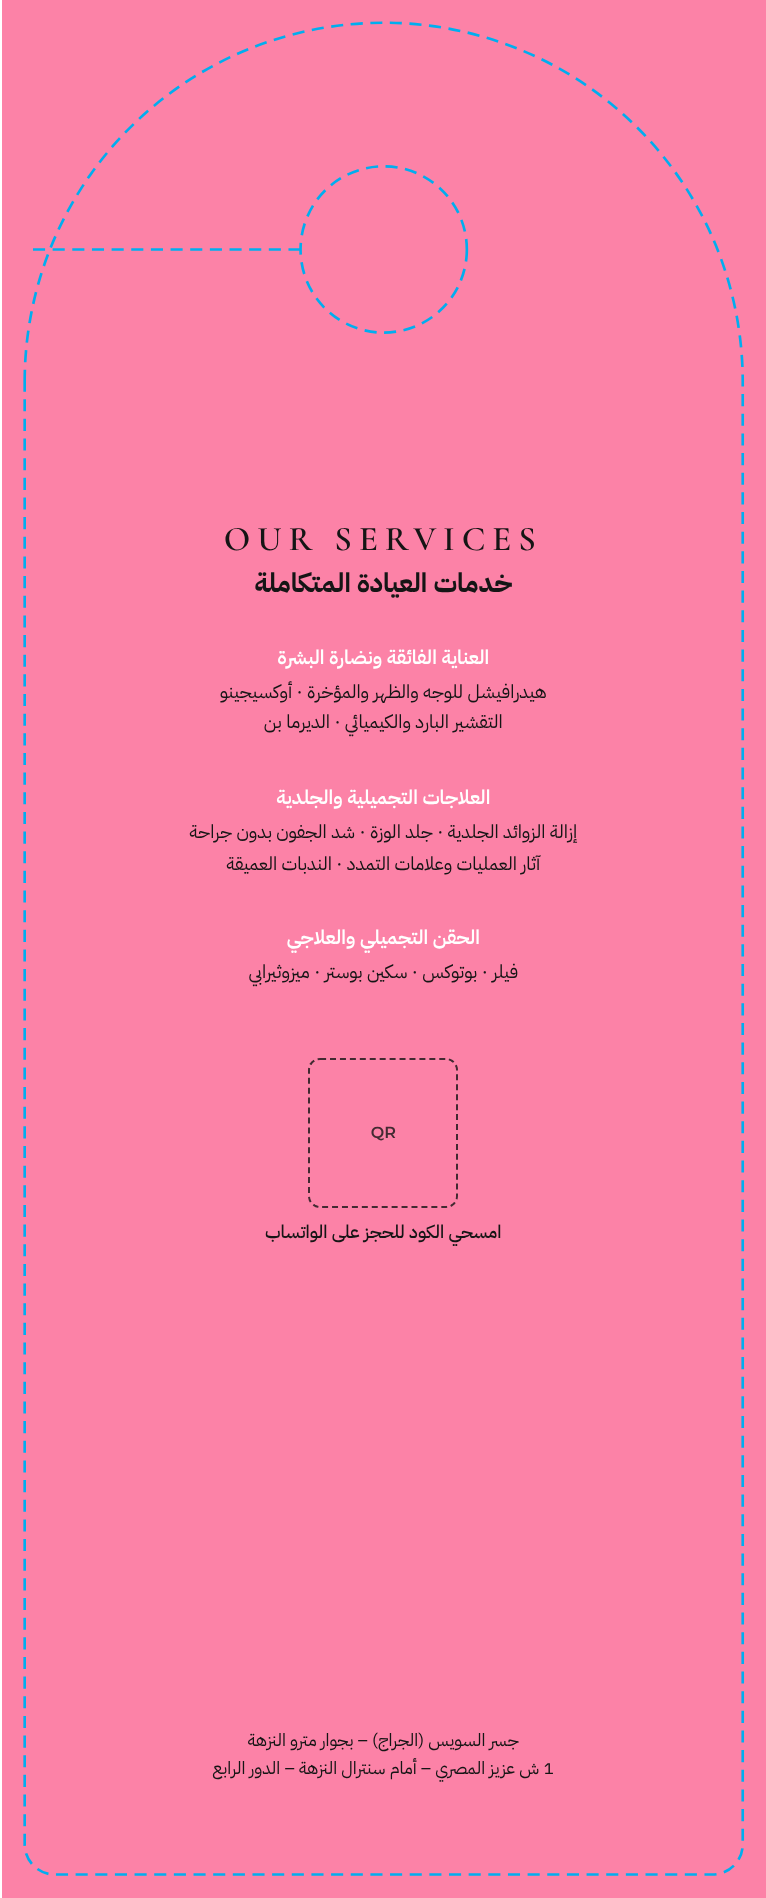 OUR SERVICES
خدمات العيادة المتكاملة
العناية الفائقة ونضارة البشرة
هيدرافيشل للوجه والظهر والمؤخرة · أوكسيجينو
التقشير البارد والكيميائي · الديرما بن
العلاجات التجميلية والجلدية
إزالة الزوائد الجلدية · جلد الوزة · شد الجفون بدون جراحة
آثار العمليات وعلامات التمدد · الندبات العميقة
الحقن التجميلي والعلاجي
فيلر · بوتوكس · سكين بوستر · ميزوثيرابي
QR
امسحي الكود للحجز على الواتساب
جسر السويس (الجراج) – بجوار مترو النزهة
1 ش عزيز المصري – أمام سنترال النزهة – الدور الرابع